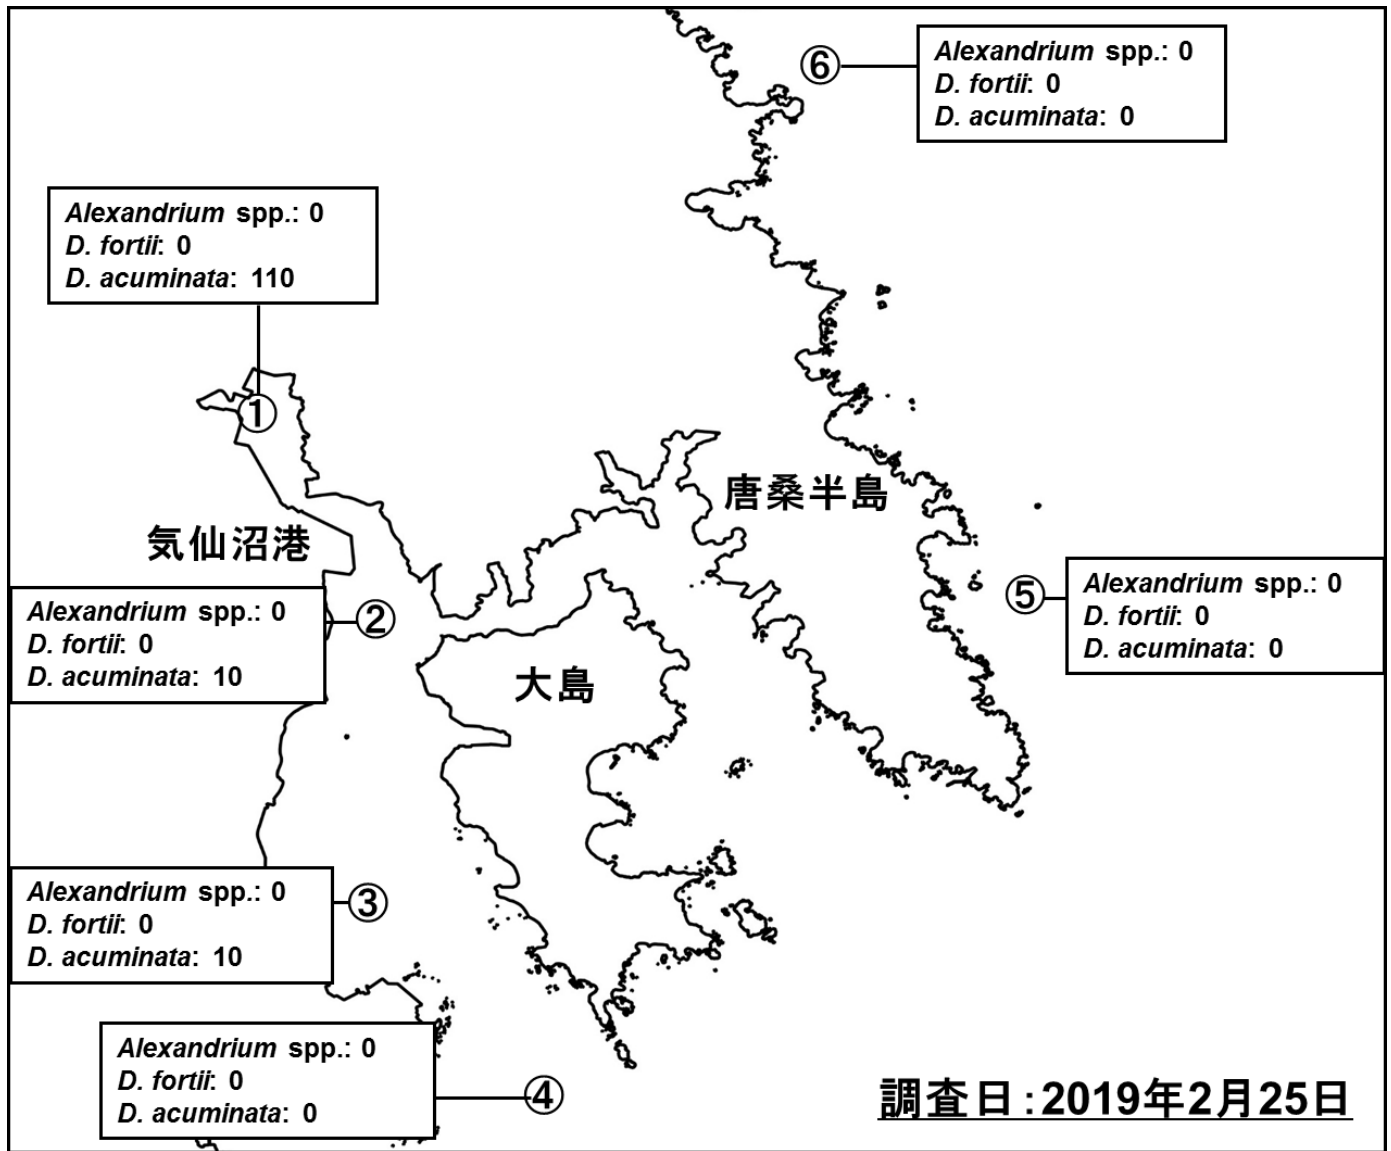 ⑥
Alexandrium spp.: 0
D. fortii: 0
D. acuminata: 0
Alexandrium spp.: 0
D. fortii: 0
D. acuminata: 110
①
唐桑半島
気仙沼港
Alexandrium spp.: 0
D. fortii: 0
D. acuminata: 10
②
⑤
Alexandrium spp.: 0
D. fortii: 0
D. acuminata: 0
大島
Alexandrium spp.: 0
D. fortii: 0
D. acuminata: 10
③
Alexandrium spp.: 0
D. fortii: 0
D. acuminata: 0
④
調査日：2019年2月25日